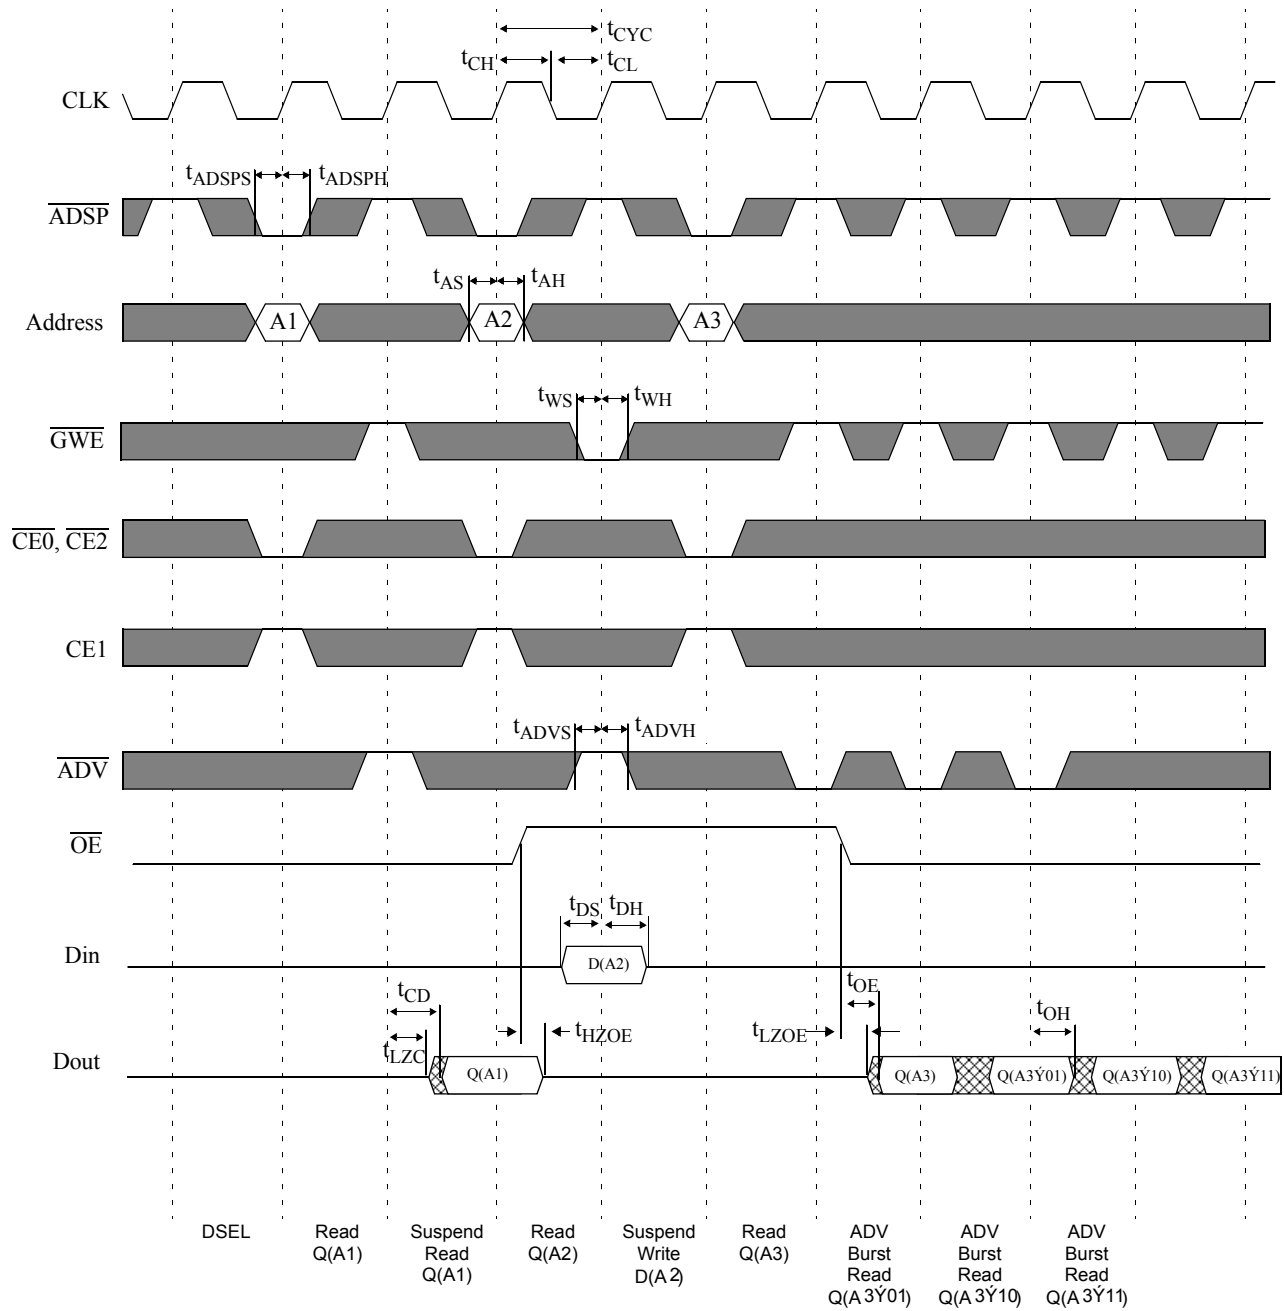 tCYC
tCH
tCL
CLK
tADSPS
tADSPH
ADSP
tAS
tAH
Address
A1
A2
A3
tWS
tWH
GWE
CE0, CE2
CE1
tADVS
tADVH
ADV
OE
tDS
tDH
Din
D(A2)
tCD
tOE
tOH
tLZC
tHZOE
tLZOE
Dout
Q(A1)
Q(A3)
Q(A3Ý01)
Q(A3Ý10)
Q(A3Ý11)
DSEL
Read
Q(A1)
Suspend
Read
Q(A1)
Read
Q(A2)
Suspend
Write
D(A2)
Read
Q(A3)
ADV
Burst
Read
Q(A3Ý01)
ADV
Burst
Read
Q(A3Ý10)
ADV
Burst
Read
Q(A3Ý11)